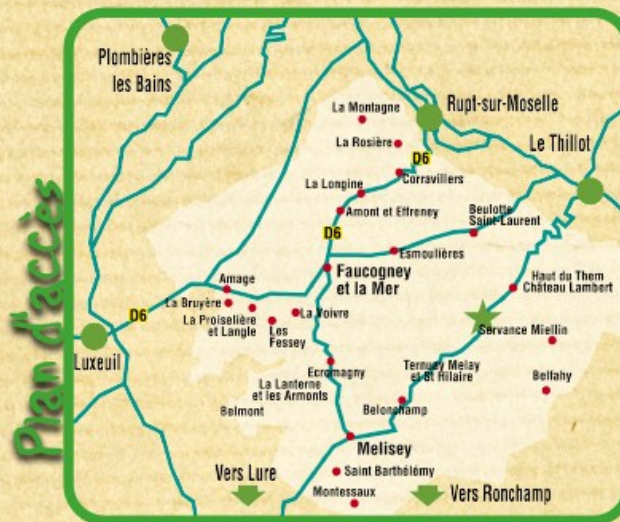 Plan d'accès
Plombières
les Bains
La Montagne
Rupt-sur-Moselle
La Rosière
Le Thillot
D6
Corravillers
La Longine
Amont et Effreney
Beulotte
Saint-Laurent
D6
Esmoulières
Faucogney
et la Mer
Haut du Them
Château Lambert
Amage
La Bruyère
D6
La Proiselière
et Langle
La Voivre
Les
Fessey
Servance Miellin
Luxeuil
Ecromagny
Ternuay Melay
et St Hilaire
Belfahy
La Lanterne
et les Armonts
Belmont
Belonchamp
Melisey
Saint Barthélémy
Vers Lure
Montessaux
Vers Ronchamp